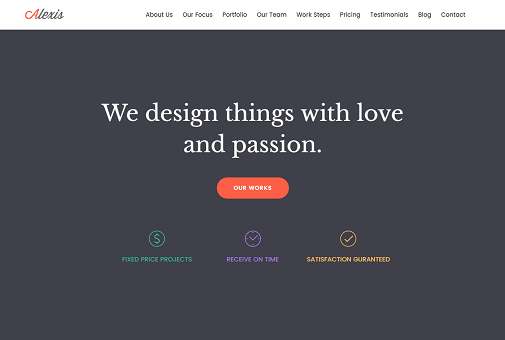 Alexis
About Us Our Focus Portfolio Our Team Work Steps Pricing Testimonials Blog Contact
We design things with love
and passion.
OUR WORKS
FIXED PRICE PROJECTS RECEIVE ON TIME SATISFACTION GURANTEED